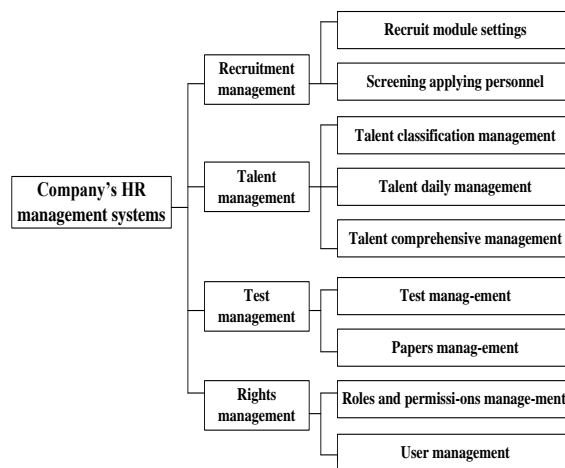 Recruit module settings
Recruitment
management
Screening applying personnel
Talent classification management
Company's HR
management systems
Talent
management
Talent daily management
Talent comprehensive management
Test
management
Test manag-ement
Papers manag-ement
Rights
management
Roles and permissi-ons manage-ment
User management